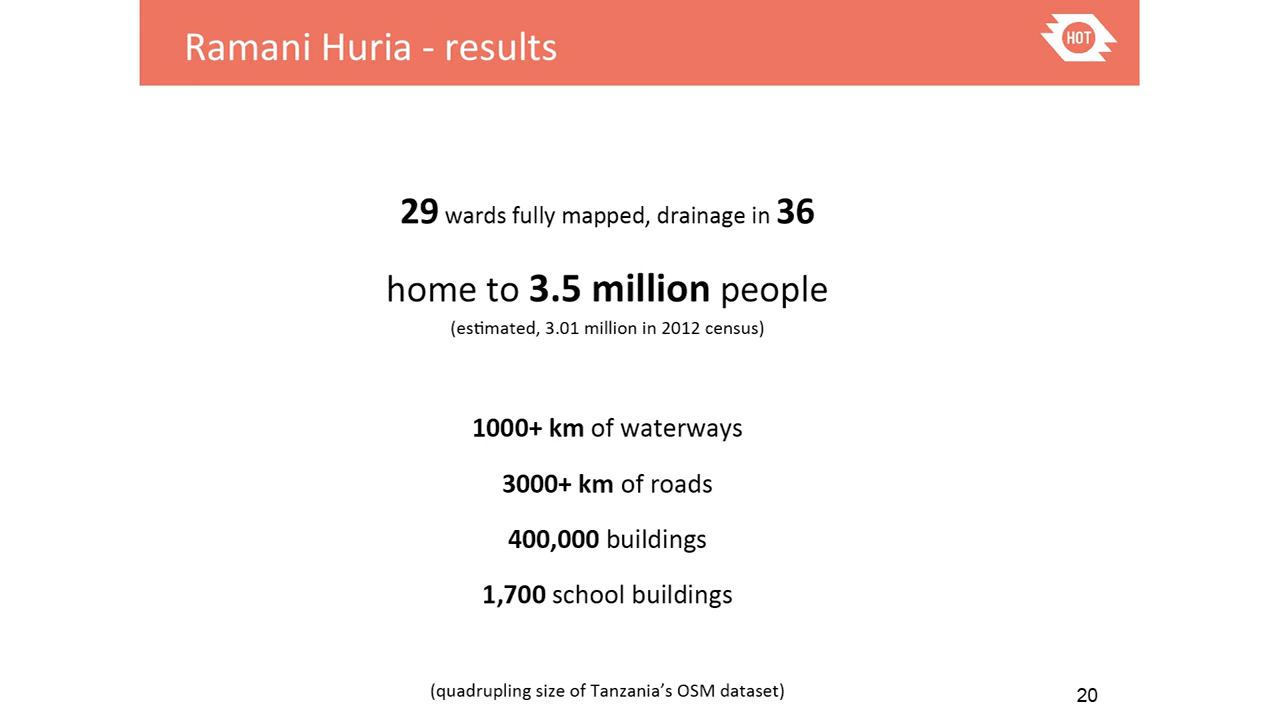 Ramani Huria - results
HOT
29 wards fully mapped, drainage in 36
home to 3.5 million people
(estimated, 3.01 million in 2012 census)
1000+ km of waterways
3000+ km of roads
400,000 buildings
1,700 school buildings
(quadrupling size of Tanzania’s OSM dataset)
20